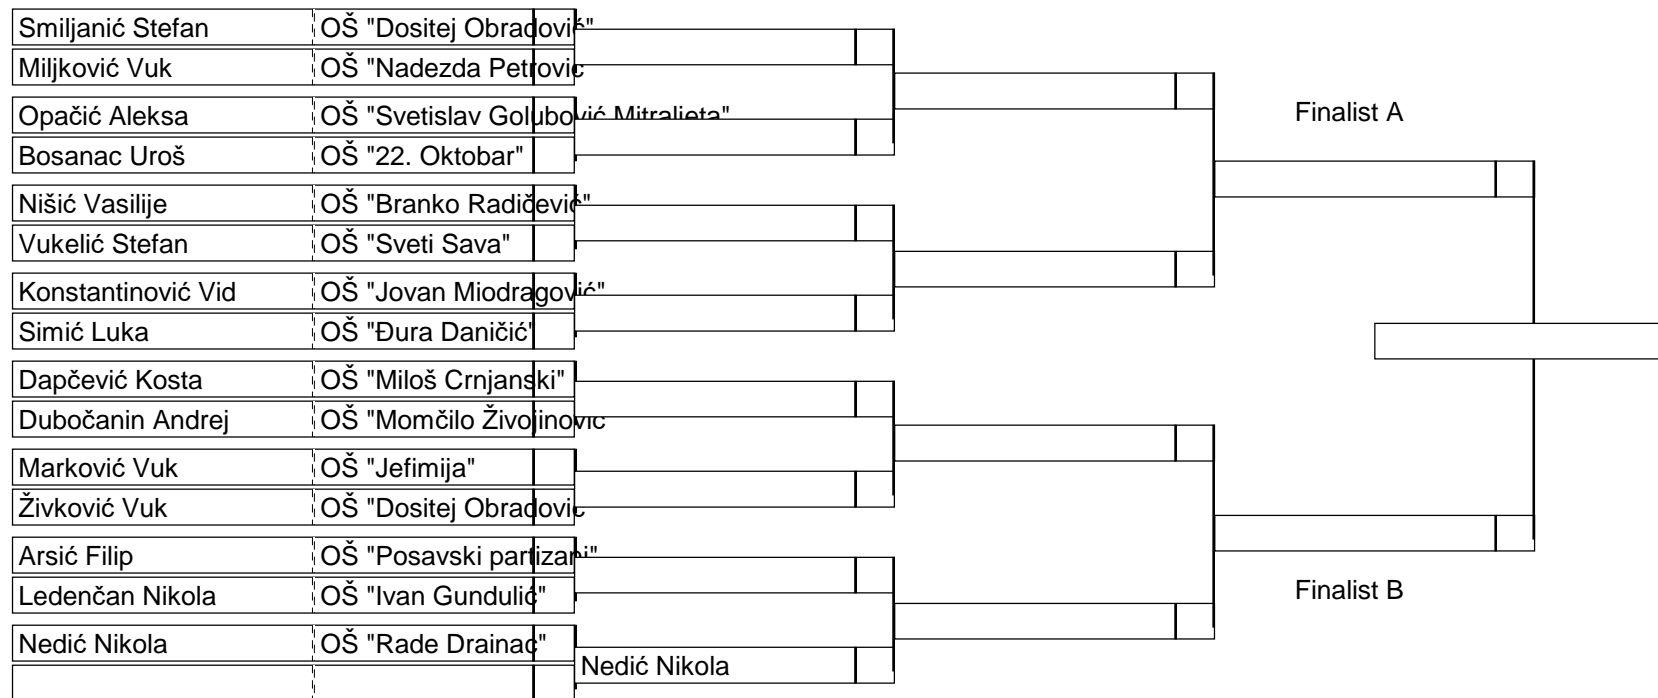 Smiljanić Stefan OŠ "Dositej Obradović"
Miljković Vuk OŠ "Nadezda Petrović
Opačić Aleksa OŠ "Svetislav Golubović Mitraljeta"
Finalist A
Bosanac Uroš OŠ "22. Oktobar"
Nišić Vasilije OŠ "Branko Radičević"
Vukelić Stefan OŠ "Sveti Sava"
Konstantinović Vid OŠ "Jovan Miodragović"
Simić Luka OŠ "Đura Daničić"
Dapčević Kosta OŠ "Miloš Crnjanski"
Dubočanin Andrej OŠ "Momčilo Živojinović
Marković Vuk OŠ "Jefimija"
Živković Vuk OŠ "Dositej Obradović
Arsić Filip OŠ "Posavski partizani"
Ledenčan Nikola OŠ "Ivan Gundulić"
Finalist B
Nedić Nikola OŠ "Rade Drainac"
Nedić Nikola